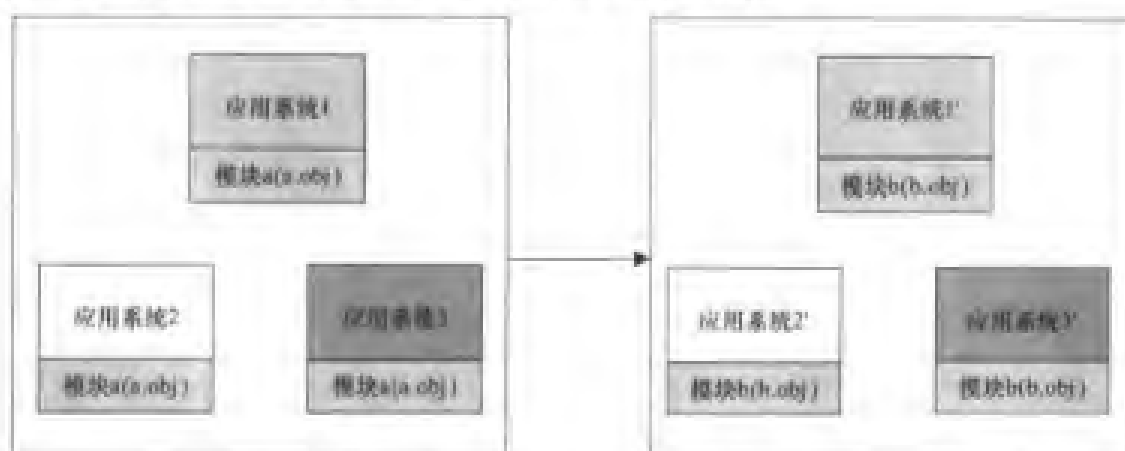 应用系统1
模块a(a.obj)
应用系统2
模块a(a.obj)
应用系统3
模块a(a.obj)
应用系统1'
模块b(b.obj)
应用系统2'
模块b(b.obj)
应用系统3'
模块b(b.obj)